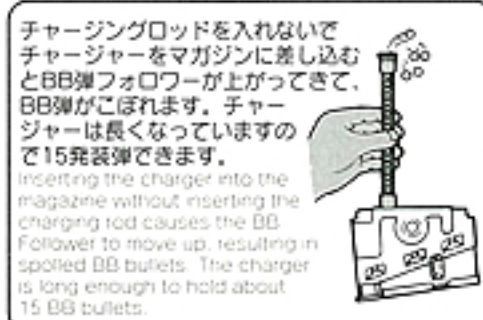 チャージングロッドを入れないで
チャージャーをマガジンに差し込む
とBB弾フォロワーが上がってきて、
BB弾がこぼれます。チャー
ジャーは長くなっていますの
で15発装弾できます。
Inserting the charger into the
magazine without inserting the
charging rod causes the BB
Follower to move up, resulting in
spolled BB bullets. The charger
is long enough to hold about
15 BB bullets.